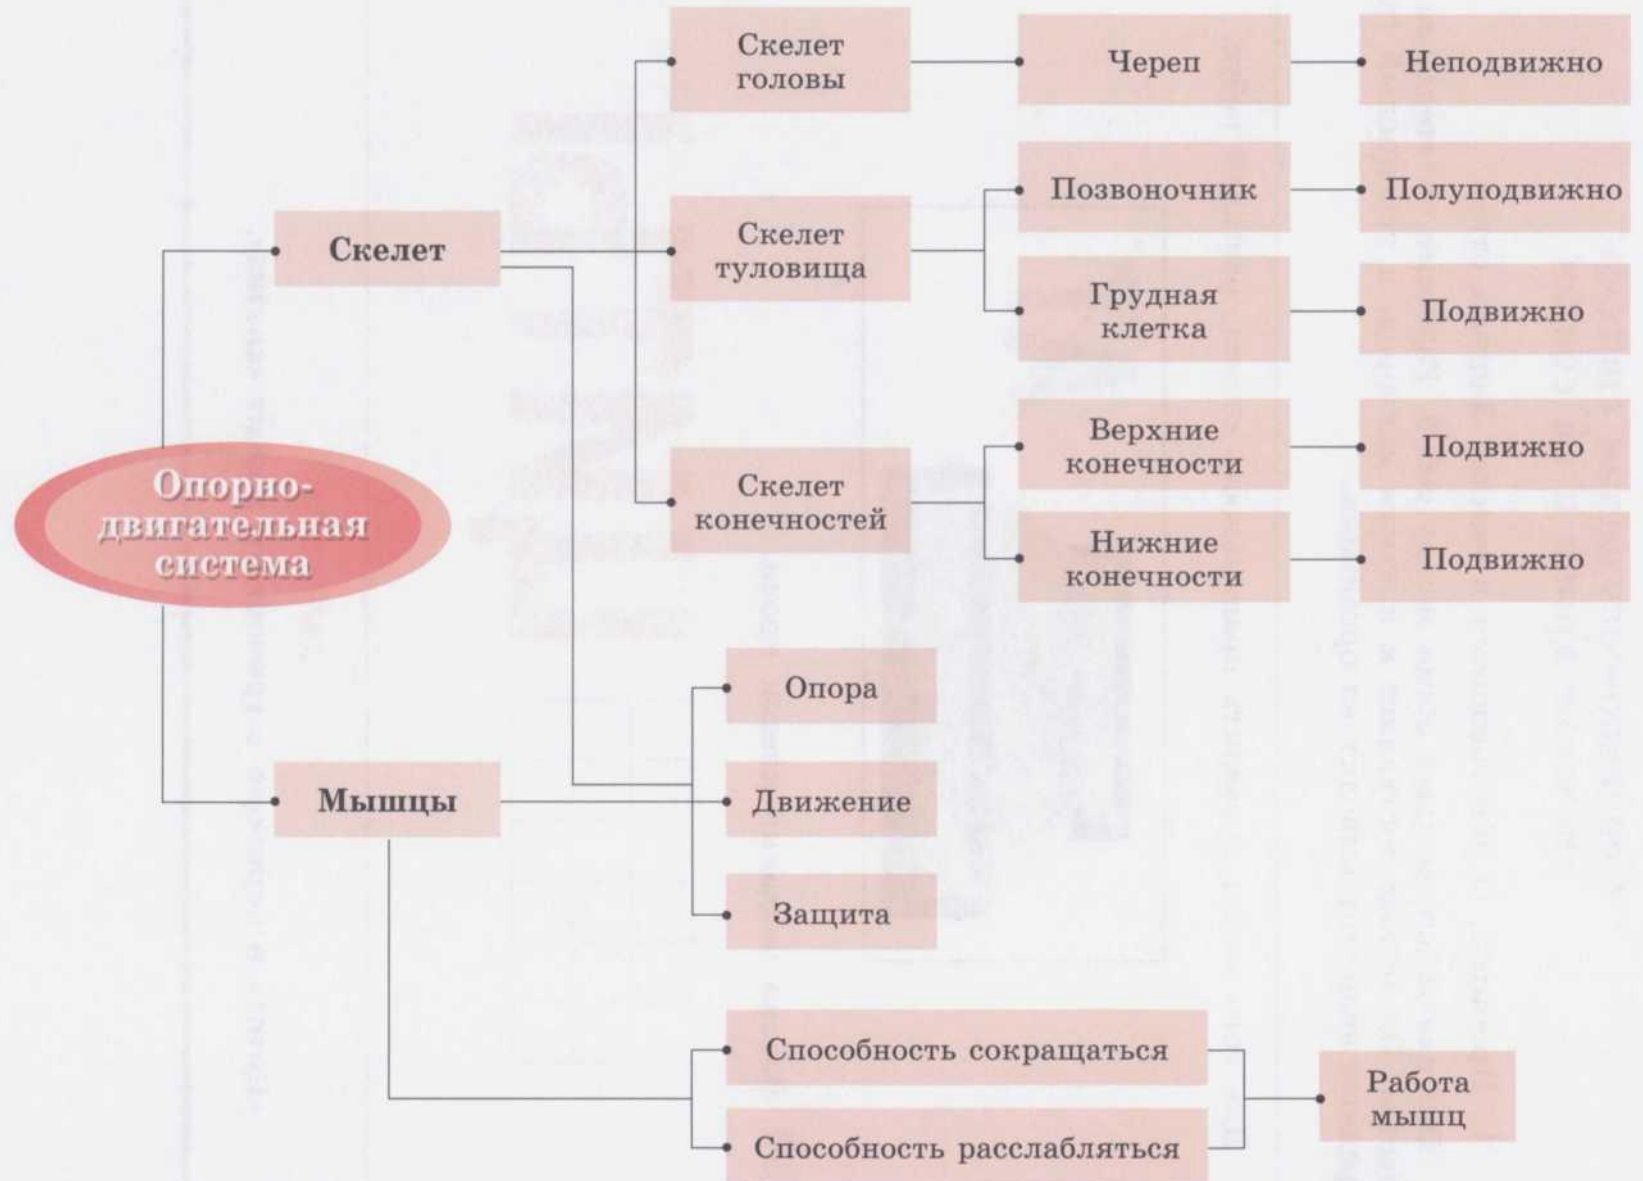 Скелет
головы
Череп
Неподвижно
Позвоночник
Полуподвижно
Скелет
Скелет
туловища
Грудная
клетка
Подвижно
Верхние
конечности
Подвижно
Опорно-
двигательная
система
Скелет
конечностей
Нижние
конечности
Подвижно
Опора
Мышцы
Движение
Защита
Способность сокращаться
Работа
мышц
Способность расслабляться